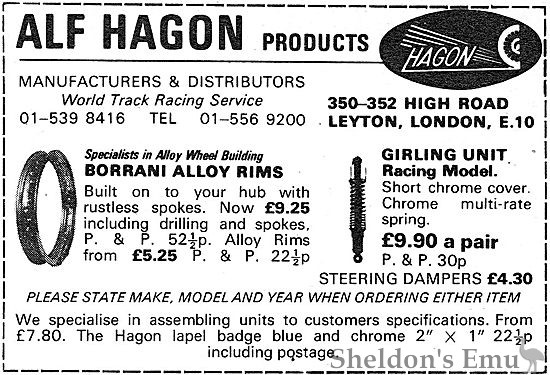 ALF HAGON PRODUCTS
HAGON
MANUFACTURERS & DISTRIBUTORS
World Track Racing Service
01-539 8416 TEL 01-556 9200
350-352 HIGH ROAD
LEYTON, LONDON, E.10
Specialists in Alloy Wheel Building
BORRANI ALLOY RIMS
Built on to your hub with
rustless spokes. Now £9.25
including drilling and spokes,
P. & P. 52½p. Alloy Rims
from £5.25 P. & P. 22½p
GIRLING UNIT
Racing Model.
Short chrome cover.
Chrome multi-rate
spring.
£9.90 a pair
P. & P. 30p
STEERING DAMPERS £4.30
PLEASE STATE MAKE, MODEL AND YEAR WHEN ORDERING EITHER ITEM
We specialise in assembling units to customers specifications. From
£7.80. The Hagon lapel badge blue and chrome 2" × 1" 22½p
including postage.
Sheldon's Emu